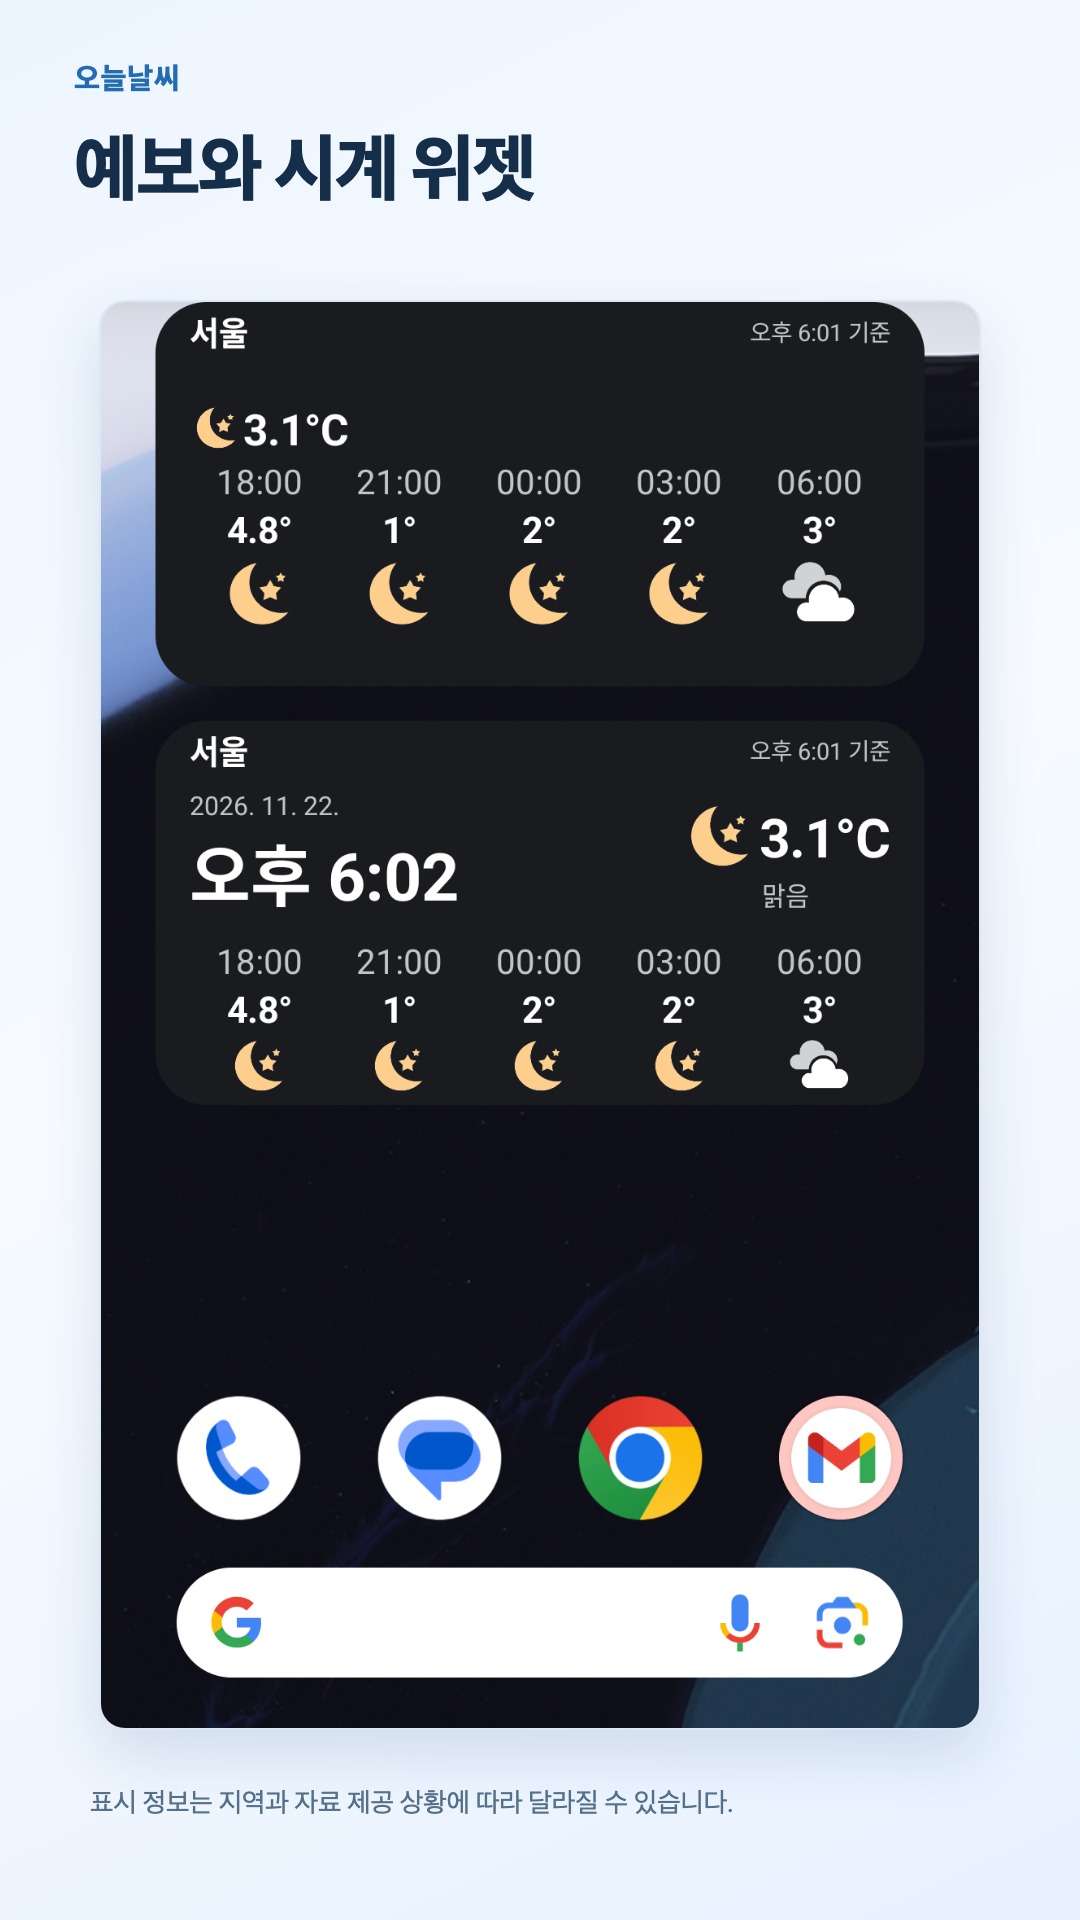 오늘날씨
예보와 시계 위젯
서울 오후 6:01 기준
3.1°C
18:00 21:00 00:00 03:00 06:00
4.8° 1° 2° 2° 3°
서울 오후 6:01 기준
2026. 11. 22.
오후 6:02 3.1°C
맑음
18:00 21:00 00:00 03:00 06:00
4.8° 1° 2° 2° 3°
표시 정보는 지역과 자료 제공 상황에 따라 달라질 수 있습니다.